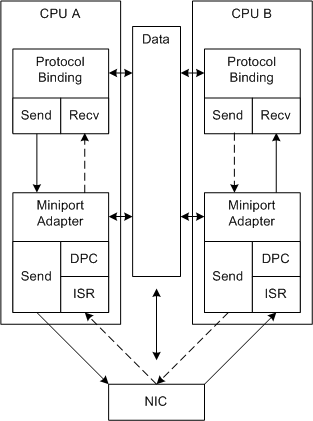 CPU A
Data
CPU B
Protocol
Binding
Send
Recv
Protocol
Binding
Send
Recv
Miniport
Adapter
Send
DPC
ISR
Miniport
Adapter
Send
DPC
ISR
NIC